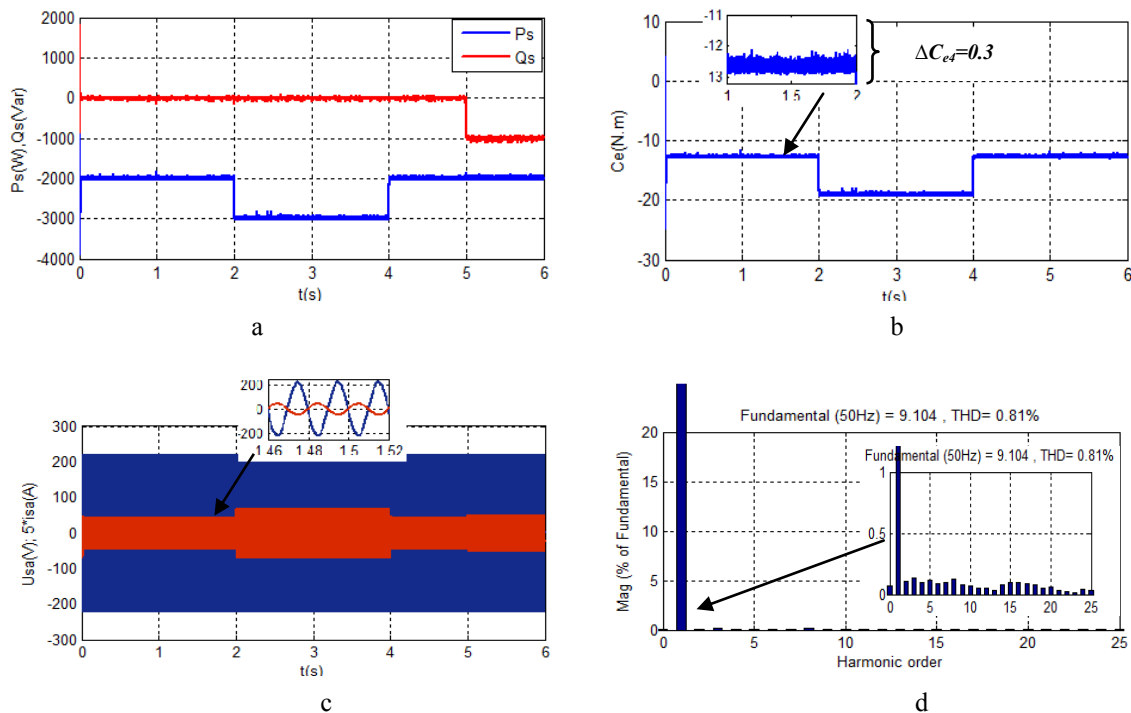 2000
1000
0
-1000
-2000
-3000
-4000
Ps(W),Qs(Var)
Ps
Qs
0 1 2 3 4 5 6
t(s)
a
10
0
-10
-20
-30
Ce(N.m)
-11
-12
13
1 1.5 2
ΔCe4=0.3
0 1 2 3 4 5 6
t(s)
b
200
0
-200
1.46 1.48 1.5 1.52
300
200
100
0
-100
-200
-300
Usa(V); 5*isa(A)
0 1 2 3 4 5 6
t(s)
c
Fundamental (50Hz) = 9.104 , THD= 0.81%
20
15
10
5
0
Mag (% of Fundamental)
Fundamental (50Hz) = 9.104 , THD= 0.81%
1
0.5
0
0 5 10 15 20 25
0 5 10 15 20 25
Harmonic order
d